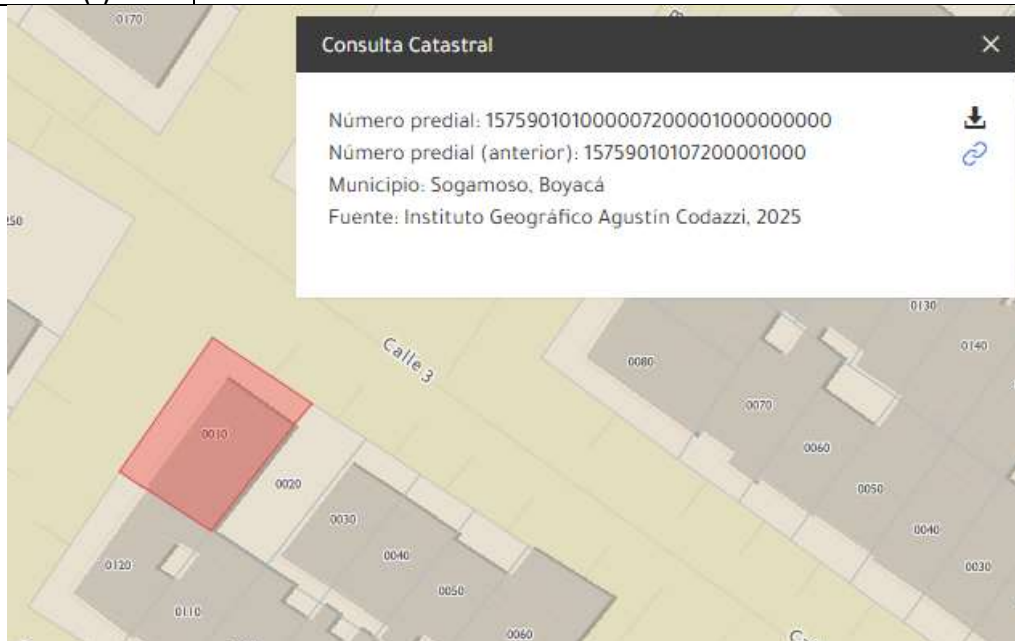 0170
Consulta Catastral
Número predial: 157590101000007200001000000000
Número predial (anterior): 15759010107200001000
Municipio: Sogamoso, Boyacá
Fuente: Instituto Geográfico Agustín Codazzi, 2025
0130
Calle 3
0140
0080
0070
0010
0060
0020
0050
0030
0040
0040
0120
0030
0050
0110
0060